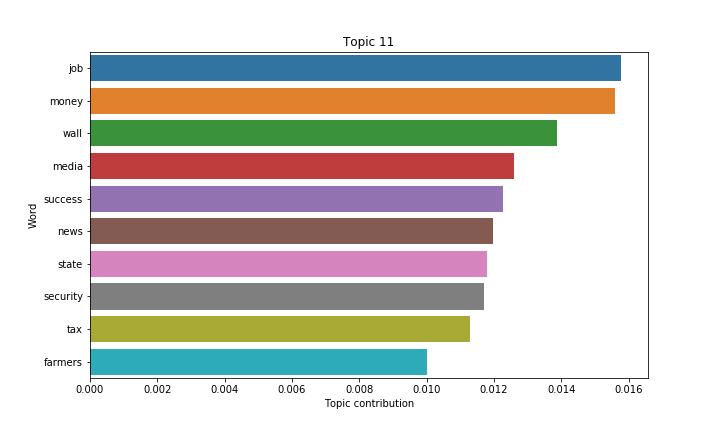 Topic 11
Word
job
money
wall
media
success
news
state
security
tax
farmers
0.000 0.002 0.004 0.006 0.008 0.010 0.012 0.014 0.016
Topic contribution